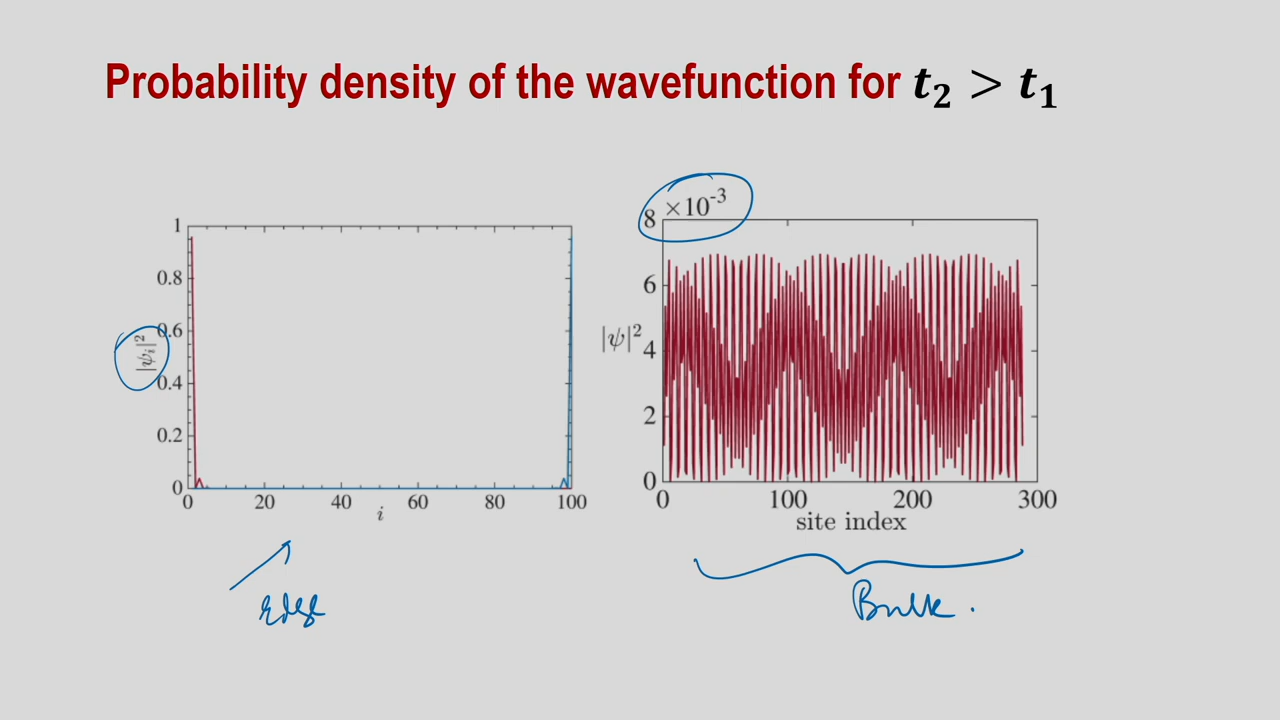 Probability density of the wavefunction for t₂ > t₁
|ψᵢ|²
1
0.8
0.6
0.4
0.2
0
0 20 40 60 80 100
i
Edge
×10⁻³
|ψ|²
8
6
4
2
0
0 100 200 300
site index
Bulk.